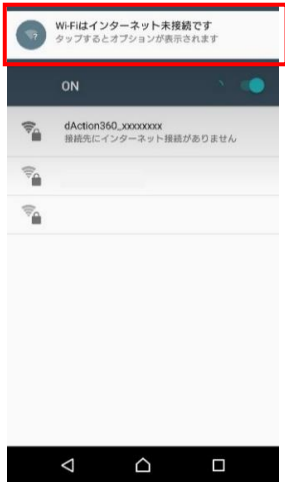 Wi-Fiはインターネット未接続です
タップするとオプションが表示されます
ON
dAction360_xxxxxxxx
接続先にインターネット接続がありません